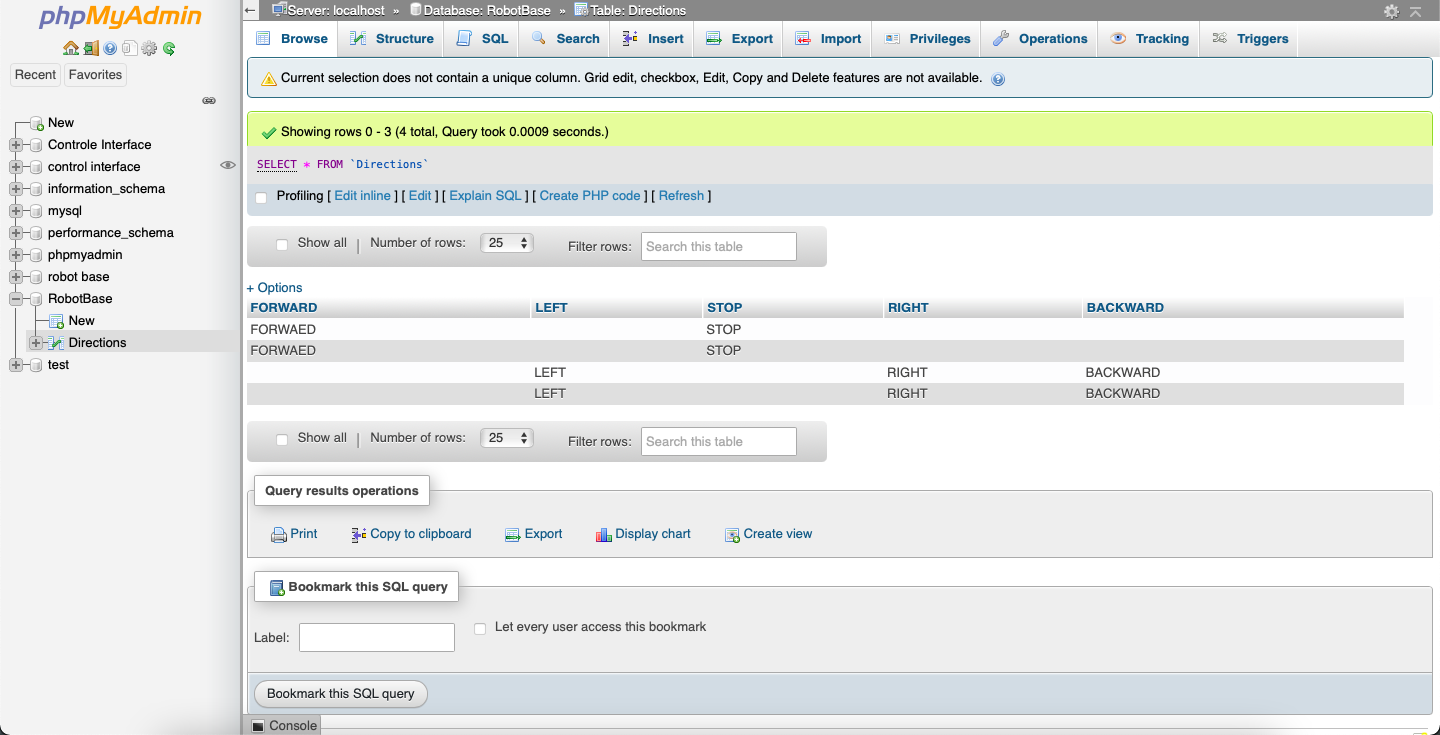 phpMyAdmin
Recent Favorites
New
Controle Interface
control interface
information_schema
mysql
performance_schema
phpmyadmin
robot base
RobotBase
New
Directions
test
Server: localhost » Database: RobotBase » Table: Directions
Browse Structure SQL Search Insert Export Import Privileges Operations Tracking Triggers
Current selection does not contain a unique column. Grid edit, checkbox, Edit, Copy and Delete features are not available.
Showing rows 0 - 3 (4 total, Query took 0.0009 seconds.)
SELECT * FROM `Directions`
Profiling [ Edit inline ] [ Edit ] [ Explain SQL ] [ Create PHP code ] [ Refresh ]
Show all | Number of rows: 25 Filter rows: Search this table
+ Options
FORWARD LEFT STOP RIGHT BACKWARD
FORWAED STOP
FORWAED STOP
LEFT RIGHT BACKWARD
LEFT RIGHT BACKWARD
Show all | Number of rows: 25 Filter rows: Search this table
Query results operations
Print Copy to clipboard Export Display chart Create view
Bookmark this SQL query
Label: Let every user access this bookmark
Bookmark this SQL query
Console